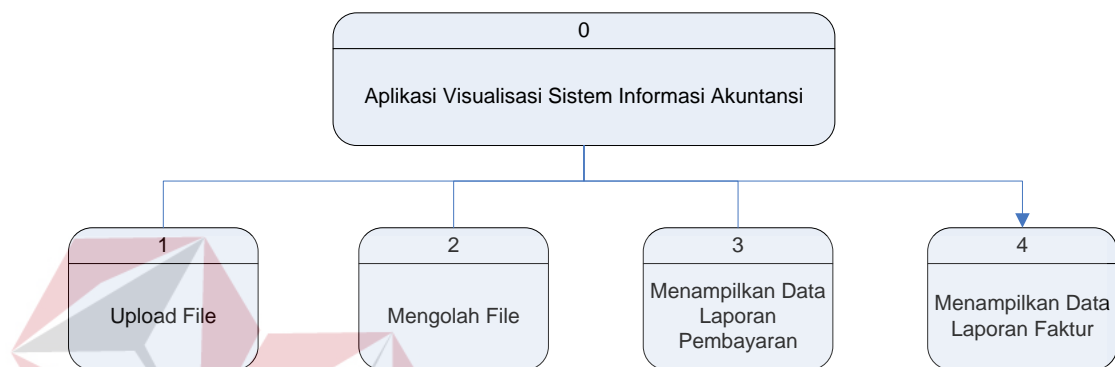 0
Aplikasi Visualisasi Sistem Informasi Akuntansi
1
Upload File
2
Mengolah File
3
Menampilkan Data
Laporan
Pembayaran
4
Menampilkan Data
Laporan Faktur